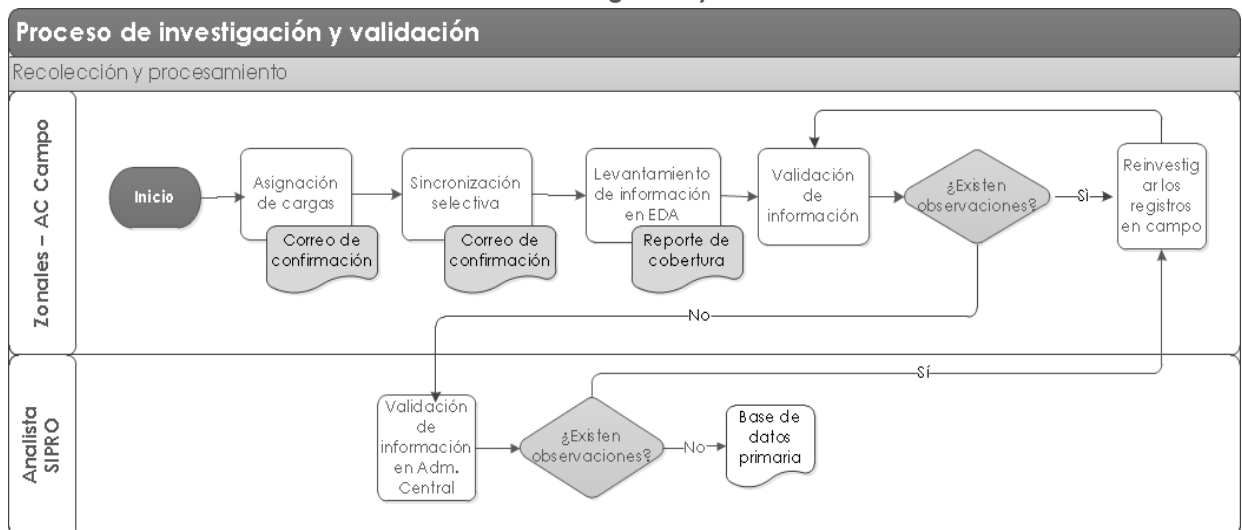 Proceso de investigación y validación
Recolección y procesamiento
Zonales – AC Campo
Inicio
Asignación
de cargas
Correo de
confirmación
Sincronización
selectiva
Correo de
confirmación
Levantamiento
de información
en EDA
Reporte de
cobertura
Validación
de
información
¿Existen
observaciones?
Sì
Reinvestig
ar los
registros
en campo
No
Analista
SIPRO
Validación
de
información
en Adm.
Central
¿Existen
observaciones?
Sí
No
Base de
datos
primaria